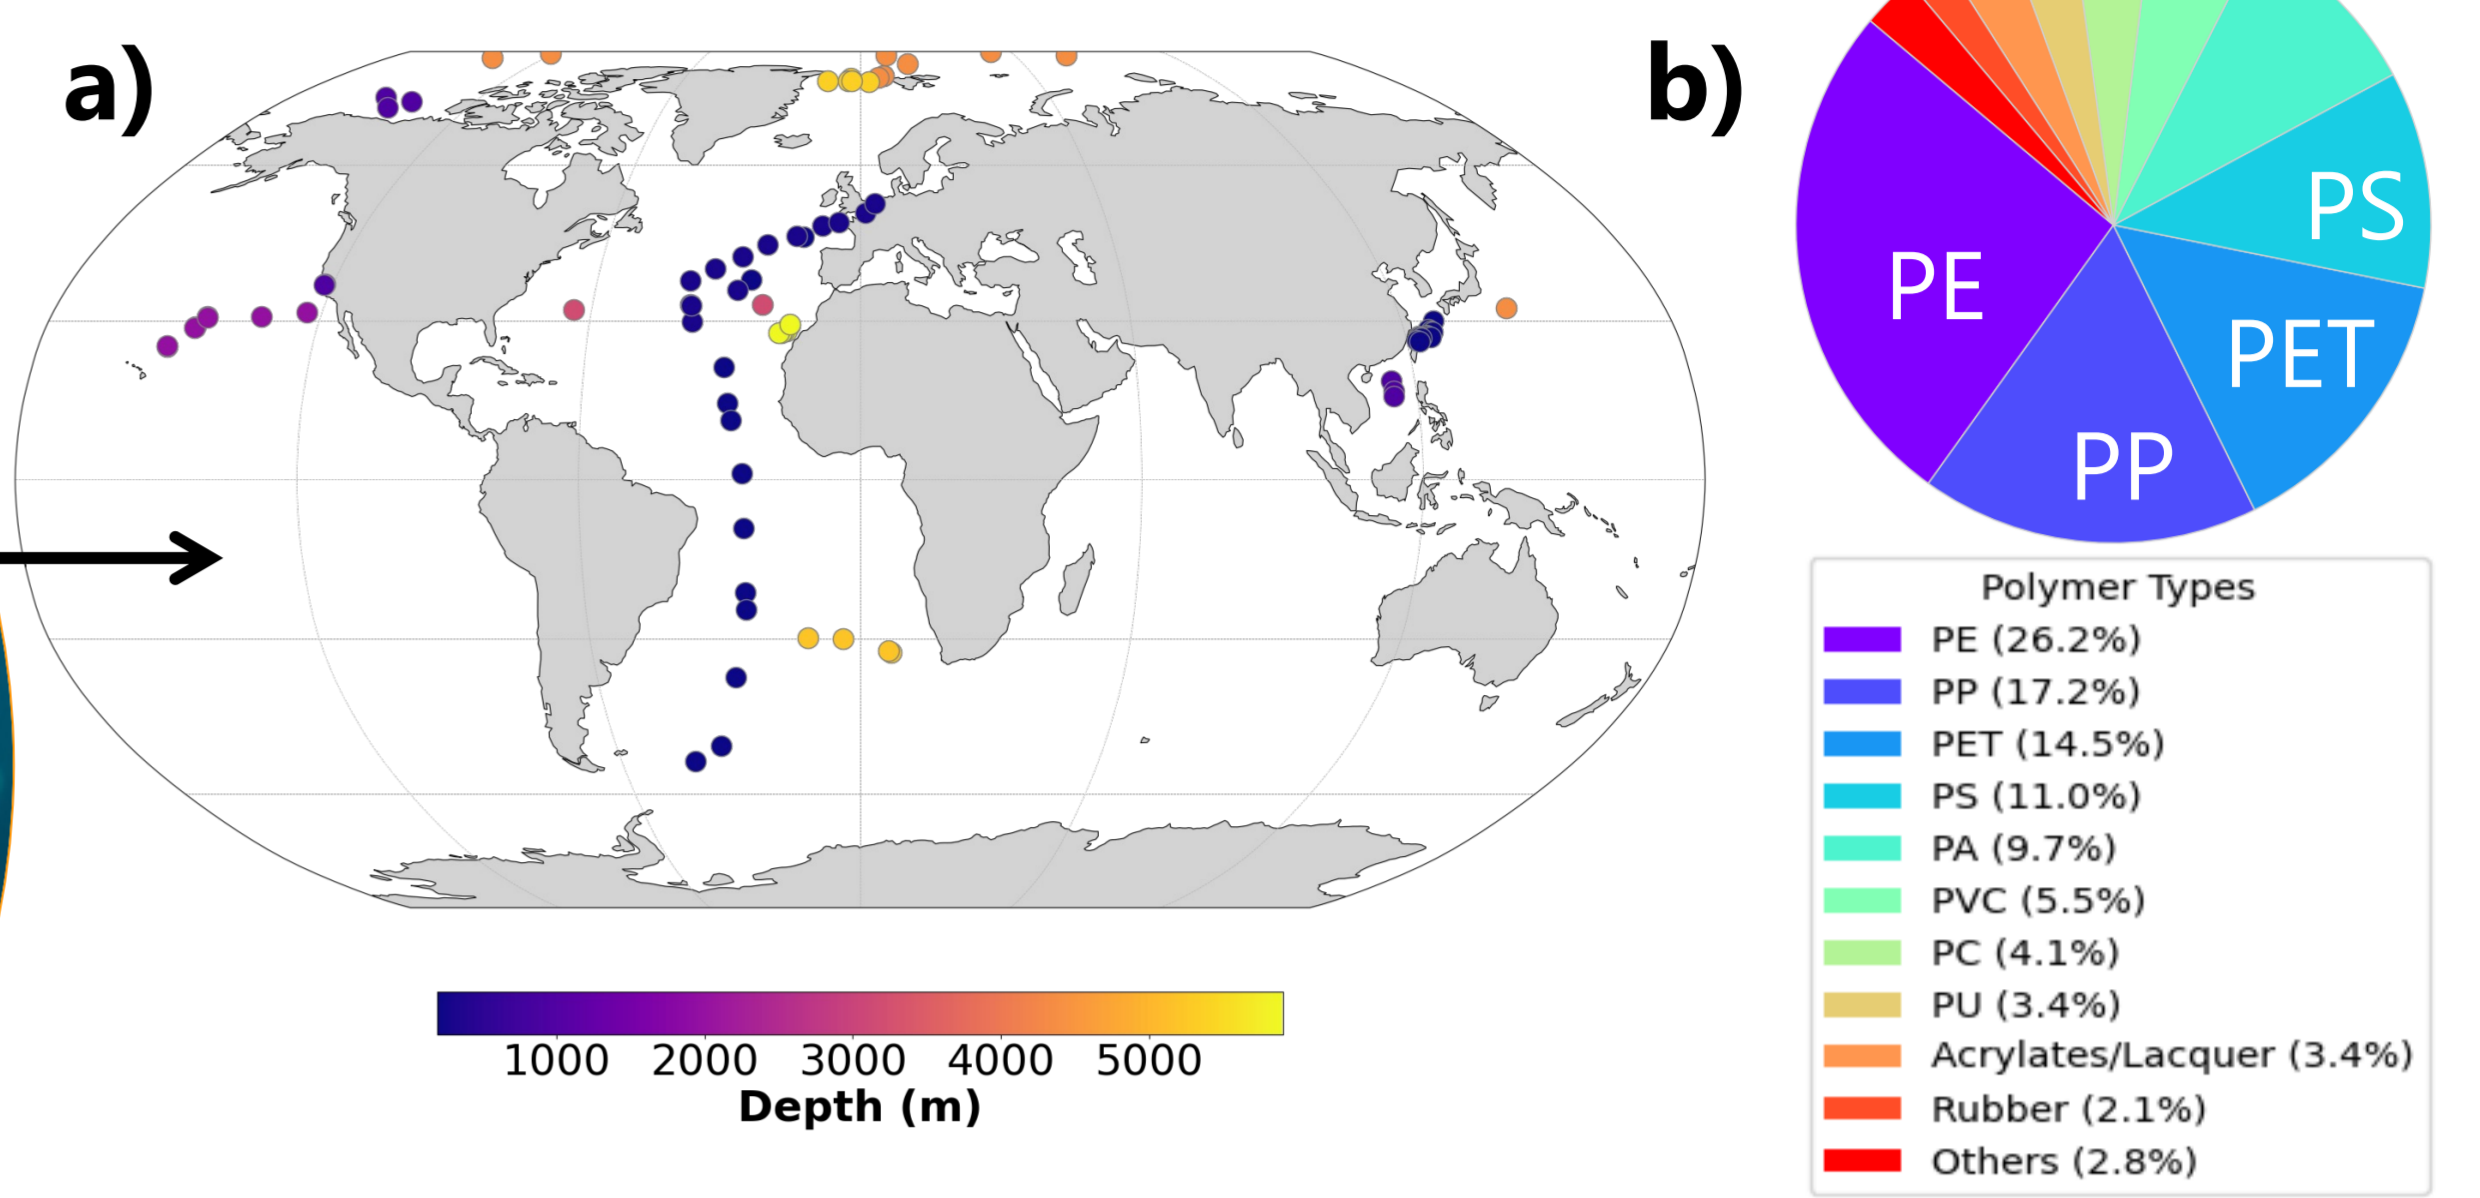 a)
b)
PE
PS
PET
PP
1000 2000 3000 4000 5000
Depth (m)
Polymer Types
PE (26.2%)
PP (17.2%)
PET (14.5%)
PS (11.0%)
PA (9.7%)
PVC (5.5%)
PC (4.1%)
PU (3.4%)
Acrylates/Lacquer (3.4%)
Rubber (2.1%)
Others (2.8%)